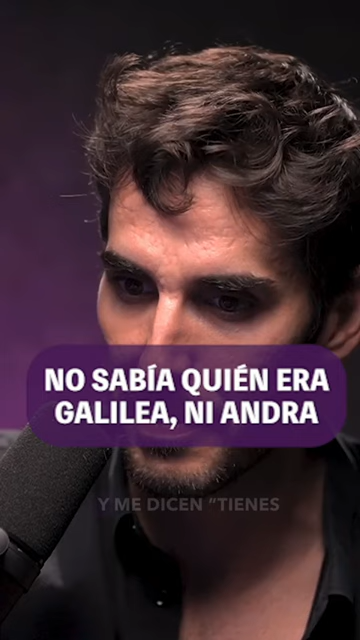 NO SABÍA QUIÉN ERA
GALILEA, NI ANDRA
Y ME DICEN “TIENES